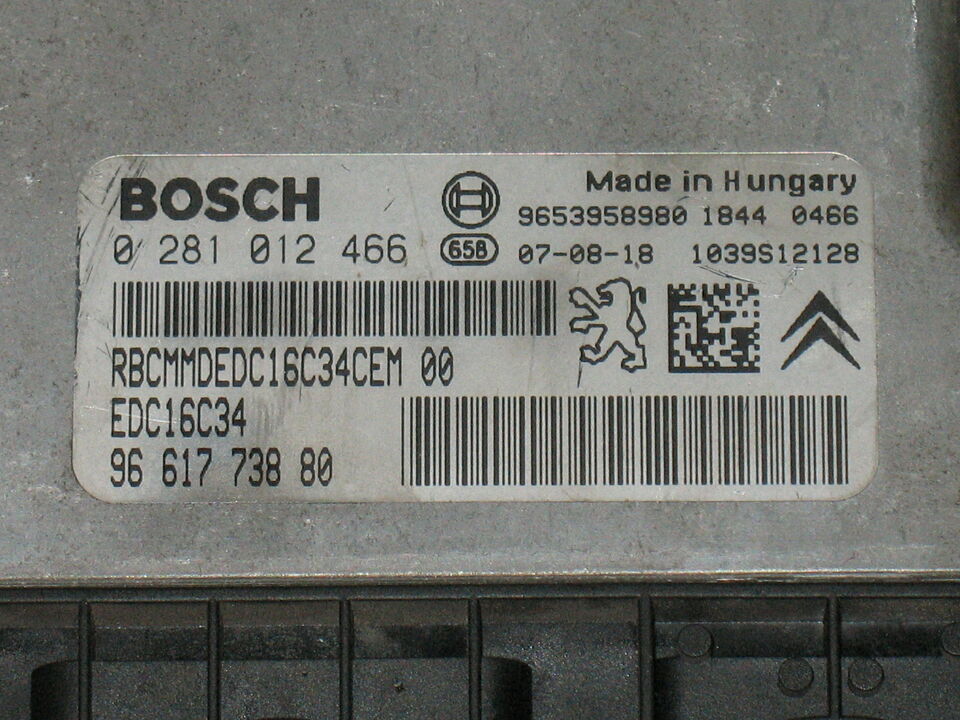 BOSCH
Made in Hungary
9653958980 1844 0466
0 281 012 466
658 07-08-18 1039S12128
RBCMMDEDC16C34CEM 00
EDC16C34
96 617 738 80